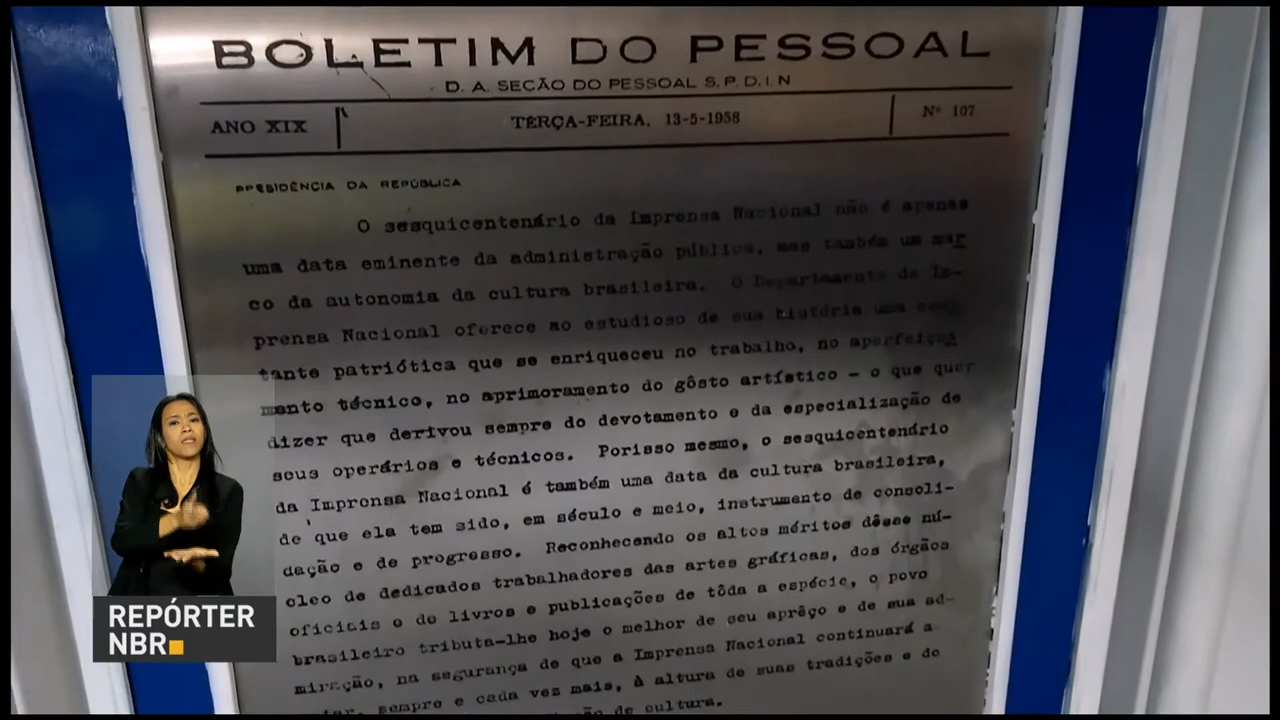 BOLETIM DO PESSOAL
D. A. SEÇÃO DO PESSOAL S. P. D. I. N
ANO XIX
TÊRÇA-FEIRA, 13-5-1958
Nº 107
PRESIDÊNCIA DA REPÚBLICA
O sesquicentenário da Imprensa Nacional não é apenas
uma data eminente da administração pública, mas também um mar
co da autonomia da cultura brasileira. O Departamento de Im-
prensa Nacional oferece ao estudioso de sua história uma cons
tante patriótica que se enriqueceu no trabalho, no aperfeiçoa
mento técnico, no aprimoramento do gôsto artístico - o que quer
dizer que derivou sempre do devotamento e da especialização de
seus operários e técnicos. Porisso mesmo, o sesquicentenário
da Imprensa Nacional é também uma data da cultura brasileira,
de que ela tem sido, em século e meio, instrumento de consoli-
dação e de progresso. Reconhecendo os altos méritos dêsse nú-
cleo de dedicados trabalhadores das artes gráficas, dos órgãos
oficiais e de livros e publicações de tôda a espécie, o povo
brasileiro tributa-lhe hoje o melhor de seu aprêço e de sua ad-
miração, na segurança de que a Imprensa Nacional continuará a
sempre e cada vez mais, à altura de suas tradições e de
de cultura.
REPÓRTER
NBR